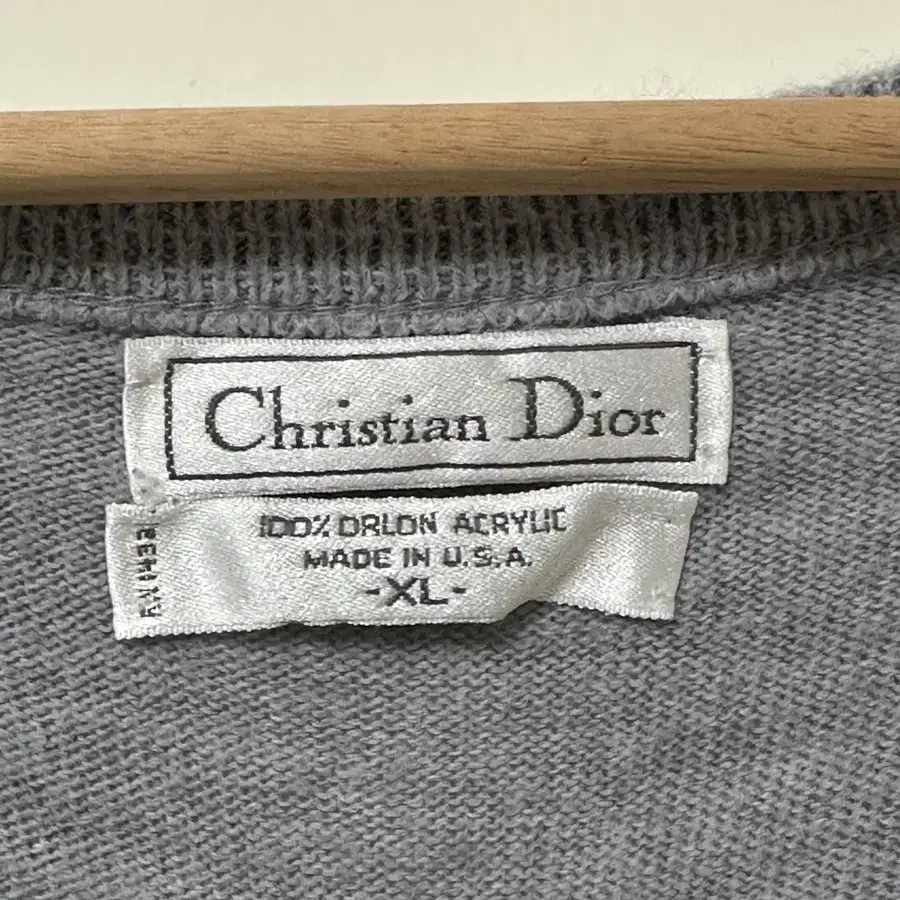 Christian Dior
100% ORLON ACRYLIC
MADE IN U.S.A.
-XL-